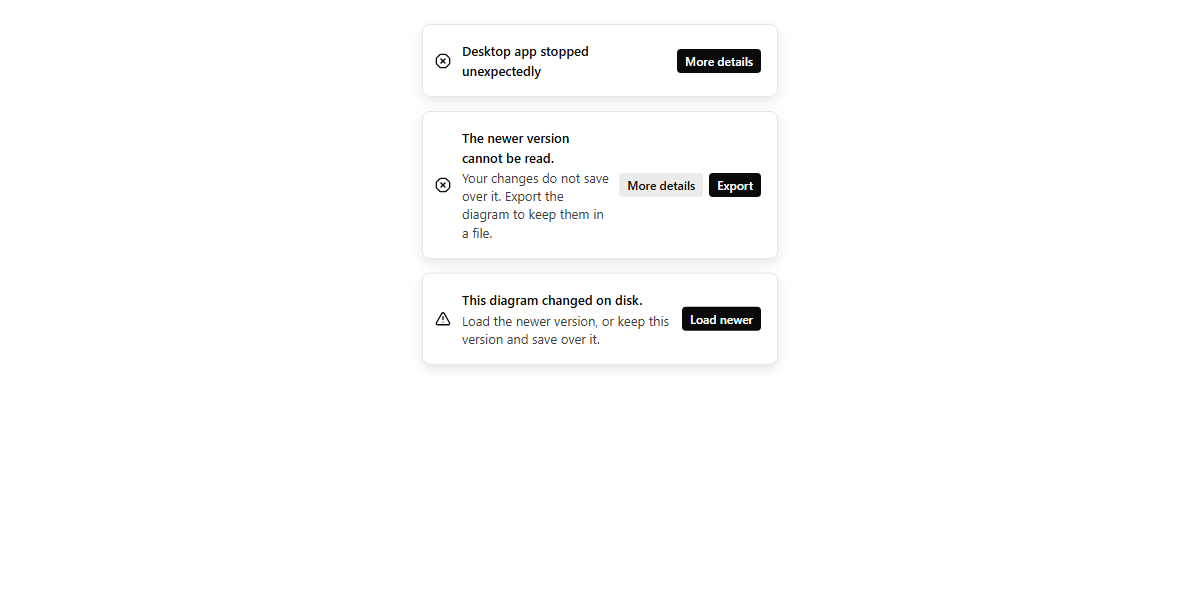 Desktop app stopped
unexpectedly
More details
The newer version
cannot be read.
Your changes do not save
over it. Export the
diagram to keep them in
a file.
More details
Export
This diagram changed on disk.
Load the newer version, or keep this
version and save over it.
Load newer